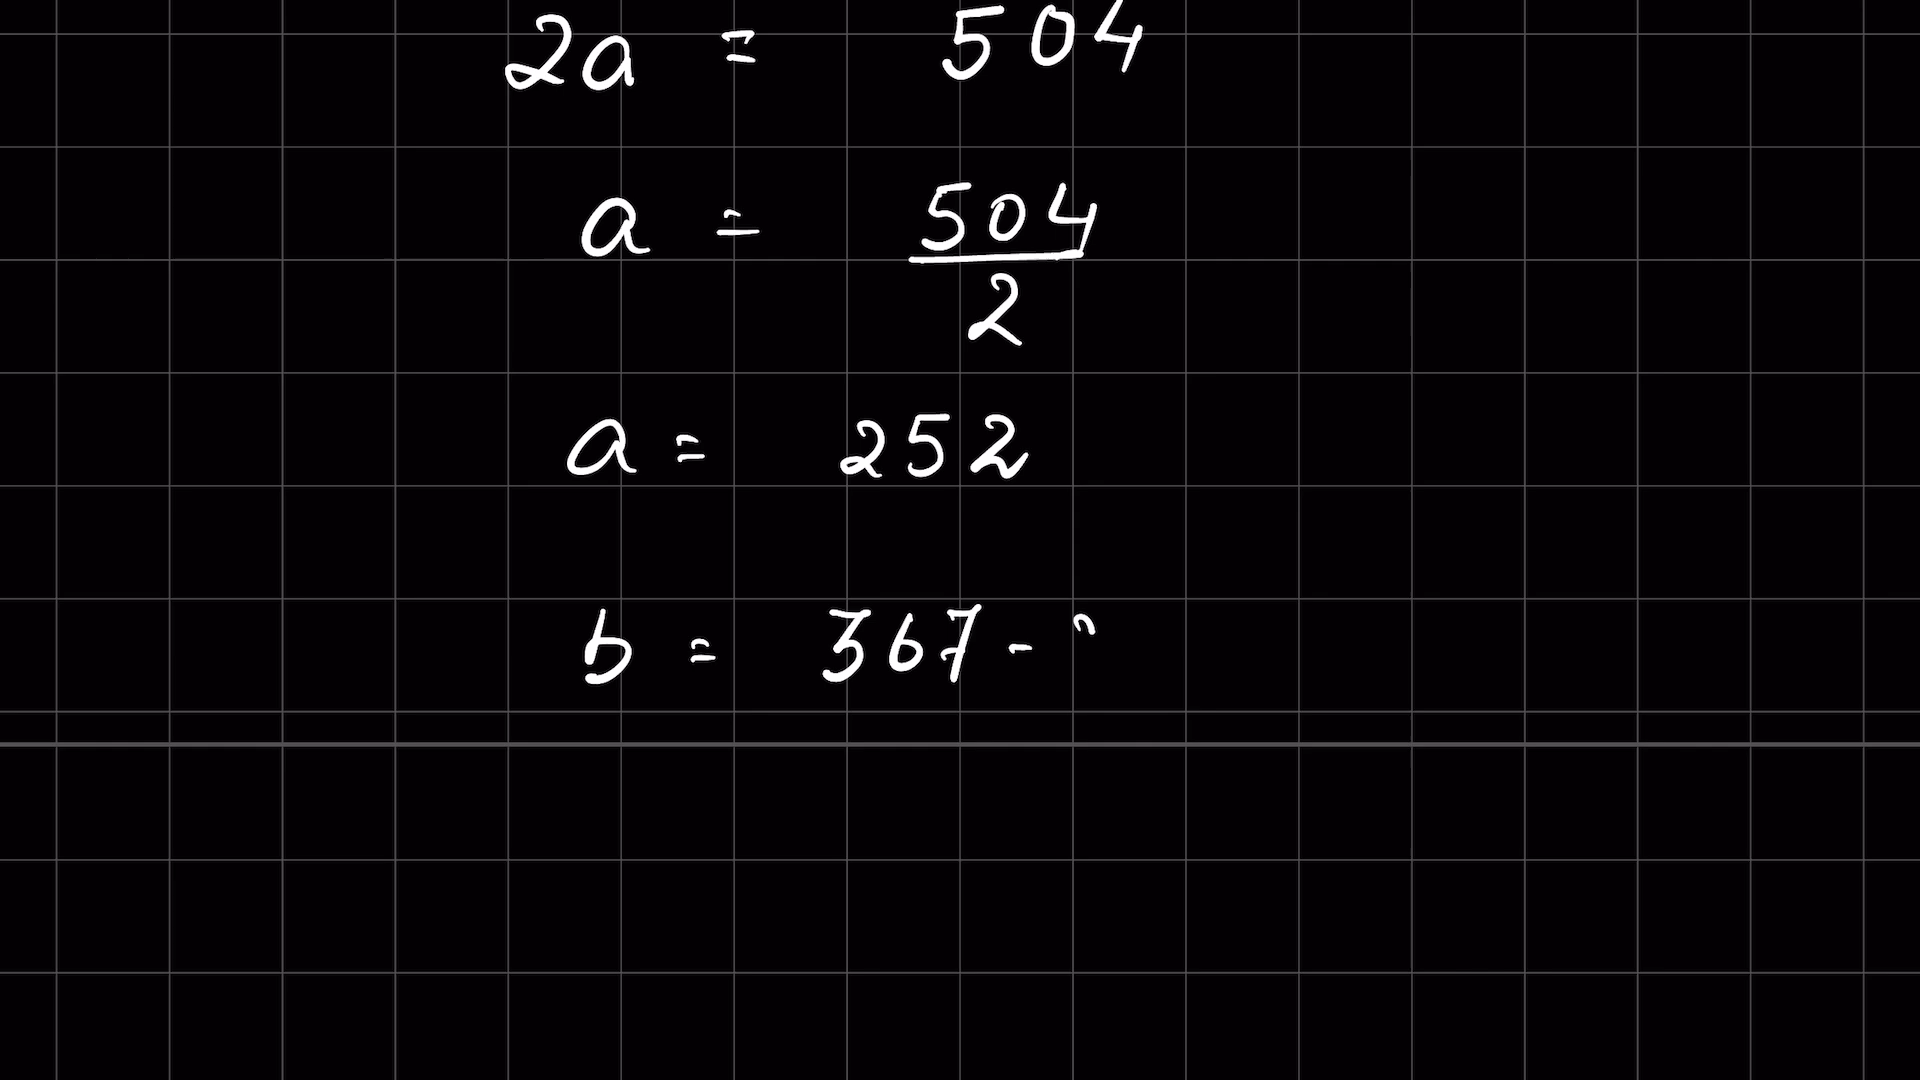 2a = 504
a = 504/2
a = 252
b = 367 -